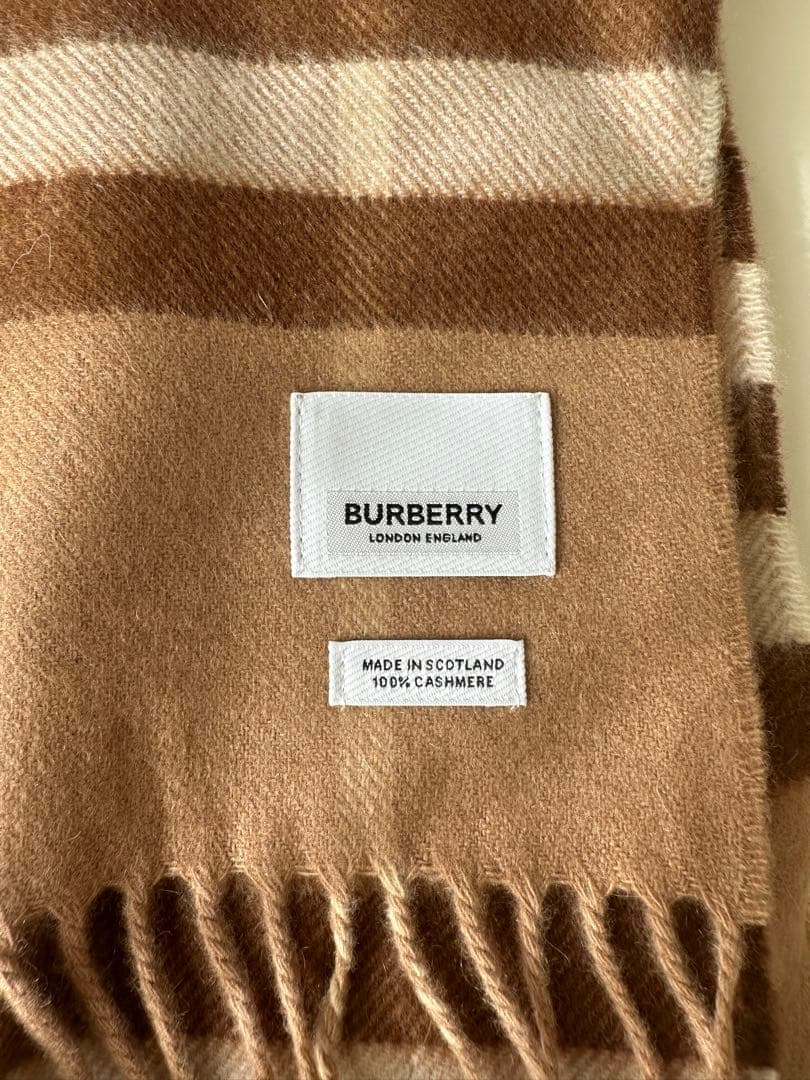 BURBERRY
LONDON ENGLAND
MADE IN SCOTLAND
100% CASHMERE